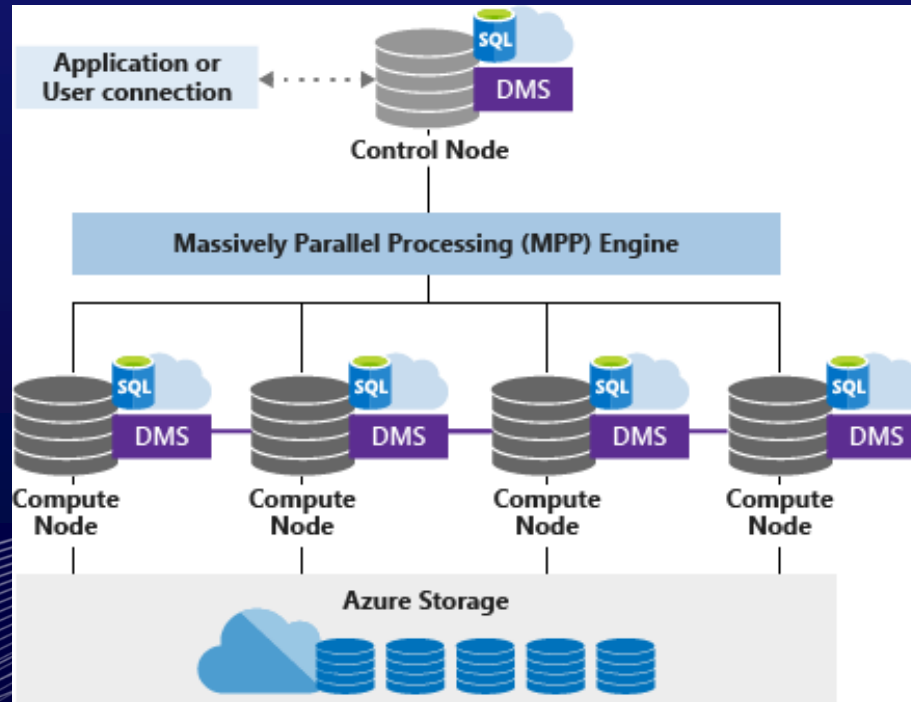 SQL
Application or
User connection
DMS
Control Node
Massively Parallel Processing (MPP) Engine
SQL
DMS
SQL
DMS
SQL
DMS
SQL
DMS
Compute
Node
Compute
Node
Compute
Node
Compute
Node
Azure Storage